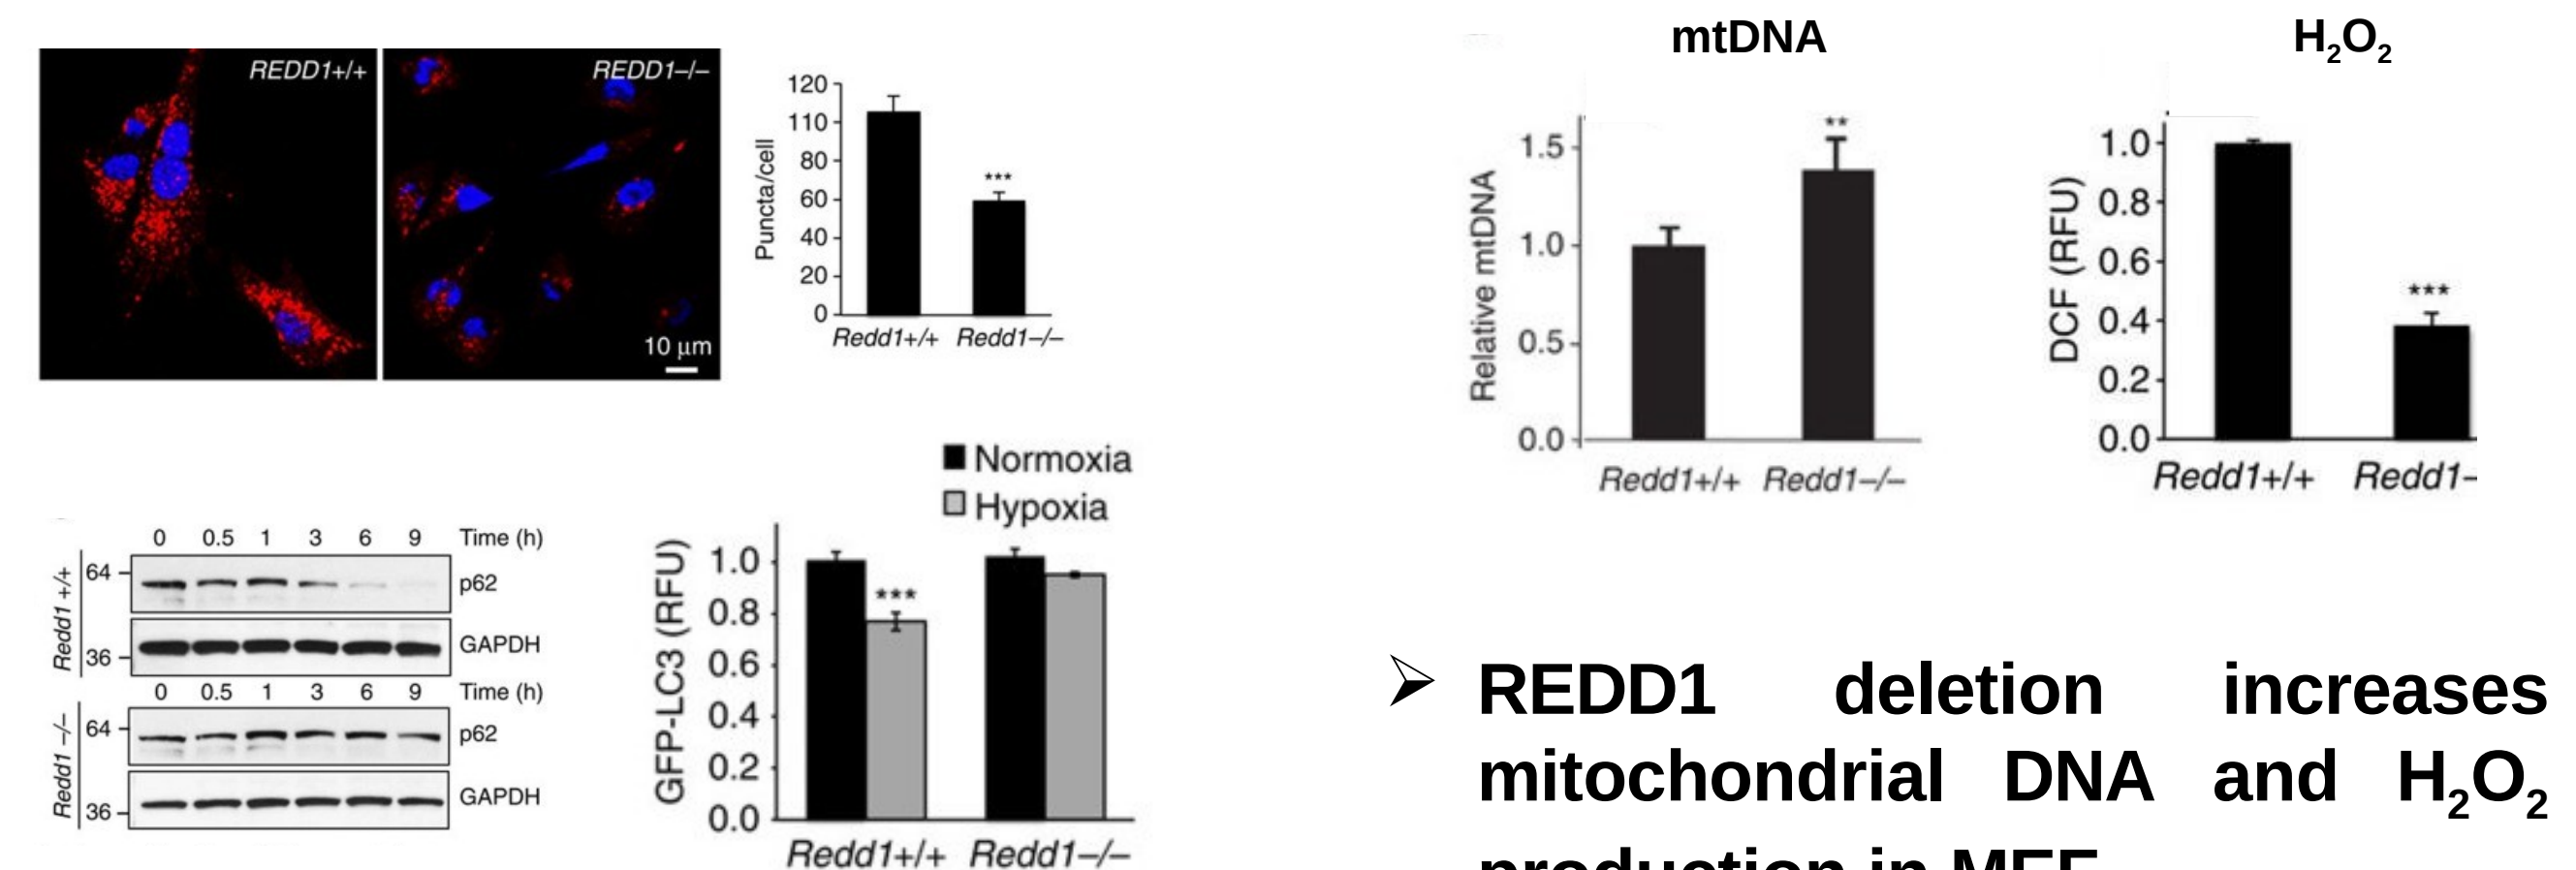 REDD1+/+
REDD1–/–
10 µm
120
110
80
60
40
20
0
Puncta/cell
***
Redd1+/+ Redd1–/–
mtDNA
1.5
1.0
0.5
0.0
Relative mtDNA
**
Redd1+/+ Redd1–/–
H₂O₂
1.0
0.8
0.6
0.4
0.2
0.0
DCF (RFU)
***
Redd1+/+ Redd1–
0 0.5 1 3 6 9 Time (h)
Redd1 +/+
64
p62
36
GAPDH
0 0.5 1 3 6 9 Time (h)
Redd1 –/–
64
p62
36
GAPDH
Normoxia
Hypoxia
1.0
0.8
0.6
0.4
0.2
0.0
GFP-LC3 (RFU)
***
Redd1+/+ Redd1–/–
➢ REDD1 deletion increases
mitochondrial DNA and H₂O₂
production in MEF